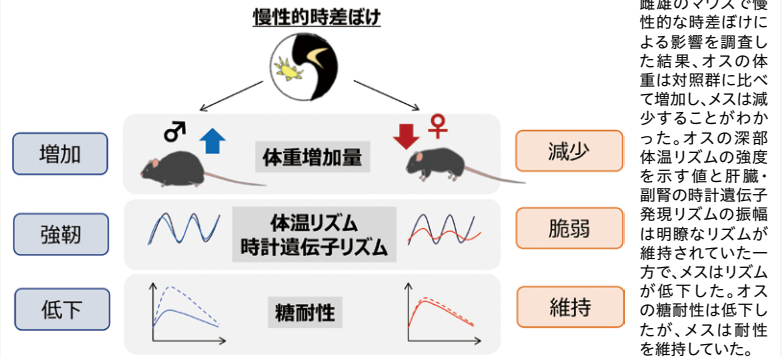 慢性的時差ぼけ
♂
♀
増加
体重増加量
減少
強靭
体温リズム
時計遺伝子リズム
脆弱
低下
糖耐性
維持
雌雄のマウスで慢
性的な時差ぼけに
よる影響を調査し
た結果、オスの体
重は対照群に比べ
て増加し、メスは減
少することがわか
った。オスの深部
体温リズムの強度
を示す値と肝臓・
副腎の時計遺伝子
発現リズムの振幅
は明瞭なリズムが
維持されていた一
方で、メスはリズム
が低下した。オス
の糖耐性は低下し
たが、メスは耐性
を維持していた。